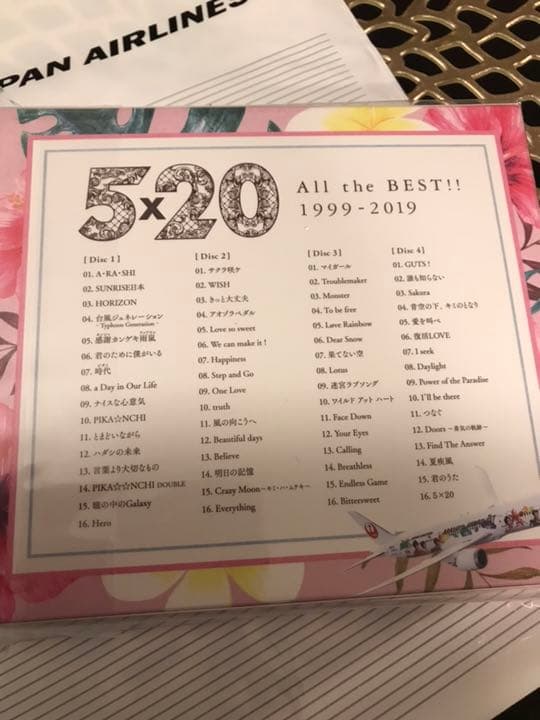 PAN AIRLINES
5×20
All the BEST!!
1999-2019
[ Disc 1 ]
01. A・RA・SHI
02. SUNRISE日本
03. HORIZON
04. 台風ジェネレーション
- Typhoon Generation -
05. 感謝カンゲキ雨嵐
06. 君のために僕がいる
07. 時代
08. a Day in Our Life
09. ナイスな心意気
10. PIKA☆NCHI
11. とまどいながら
12. ハダシの未来
13. 言葉より大切なもの
14. PIKA☆NCHI DOUBLE
15. 瞳の中のGalaxy
16. Hero
[ Disc 2 ]
01. サクラ咲ケ
02. WISH
03. きっと大丈夫
04. アオゾラペダル
05. Love so sweet
06. We can make it !
07. Happiness
08. Step and Go
09. One Love
10. truth
11. 風の向こうへ
12. Beautiful days
13. Believe
14. 明日の記憶
15. Crazy Moon～キミ・ハ・ムテキ～
16. Everything
[ Disc 3 ]
01. マイガール
02. Troublemaker
03. Monster
04. To be free
05. Løve Rainbow
06. Dear Snow
07. 果てない空
08. Lotus
09. 迷宮ラブソング
10. ワイルド アット ハート
11. Face Down
12. Your Eyes
13. Calling
14. Breathless
15. Endless Game
16. Bittersweet
[ Disc 4 ]
01. GUTS !
02. 誰も知らない
03. Sakura
04. 青空の下、キミのとなり
05. 愛を叫べ
06. 復活LOVE
07. I seek
08. Daylight
09. Power of the Paradise
10. I'll be there
11. つなぐ
12. Doors ～勇気の軌跡～
13. Find The Answer
14. 夏疾風
15. 君のうた
16. 5×20